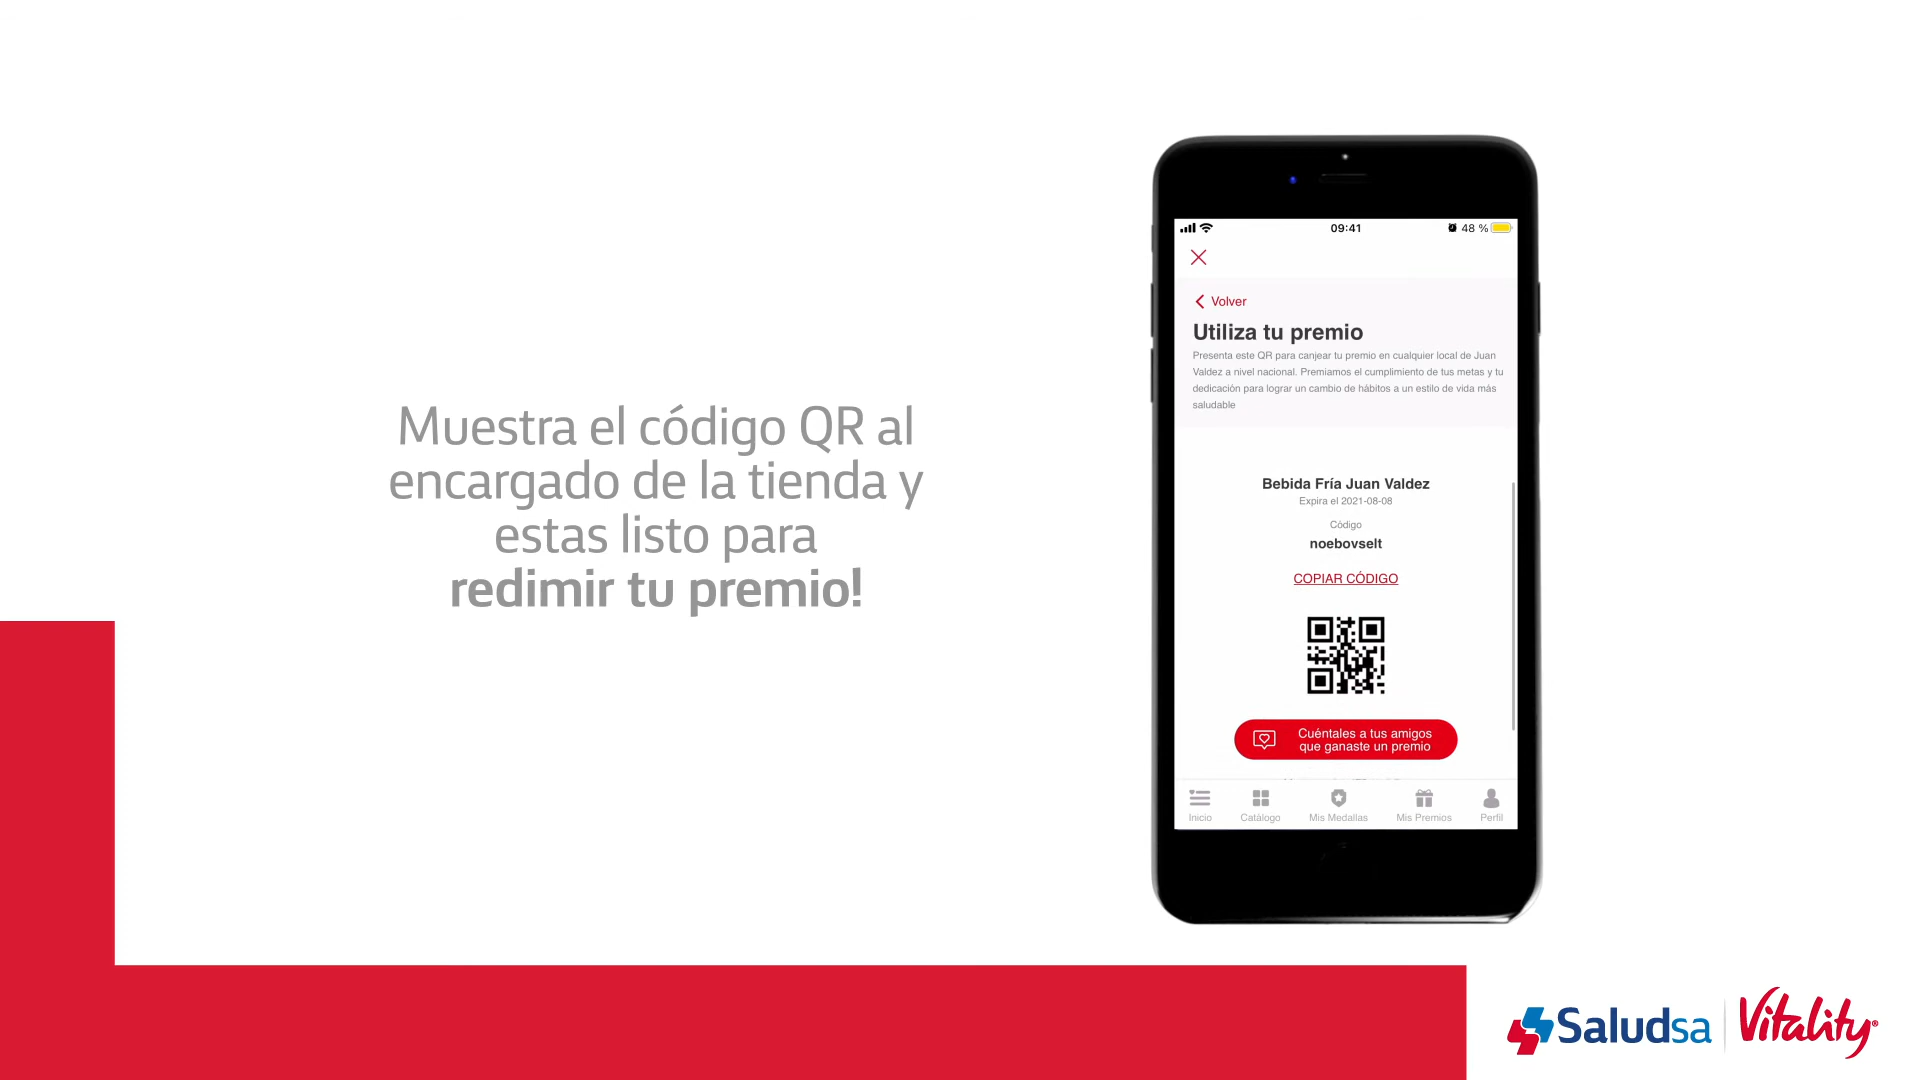 Muestra el código QR al
encargado de la tienda y
estas listo para
redimir tu premio!
09:41
48 %
Volver
Utiliza tu premio
Presenta este QR para canjear tu premio en cualquier local de Juan
Valdez a nivel nacional. Premiamos el cumplimiento de tus metas y tu
dedicación para lograr un cambio de hábitos a un estilo de vida más
saludable
Bebida Fría Juan Valdez
Expira el 2021-08-08
Código
noebovselt
COPIAR CÓDIGO
Cuéntales a tus amigos
que ganaste un premio
Inicio
Catálogo
Mis Medallas
Mis Premios
Perfil
Saludsa
Vitality®